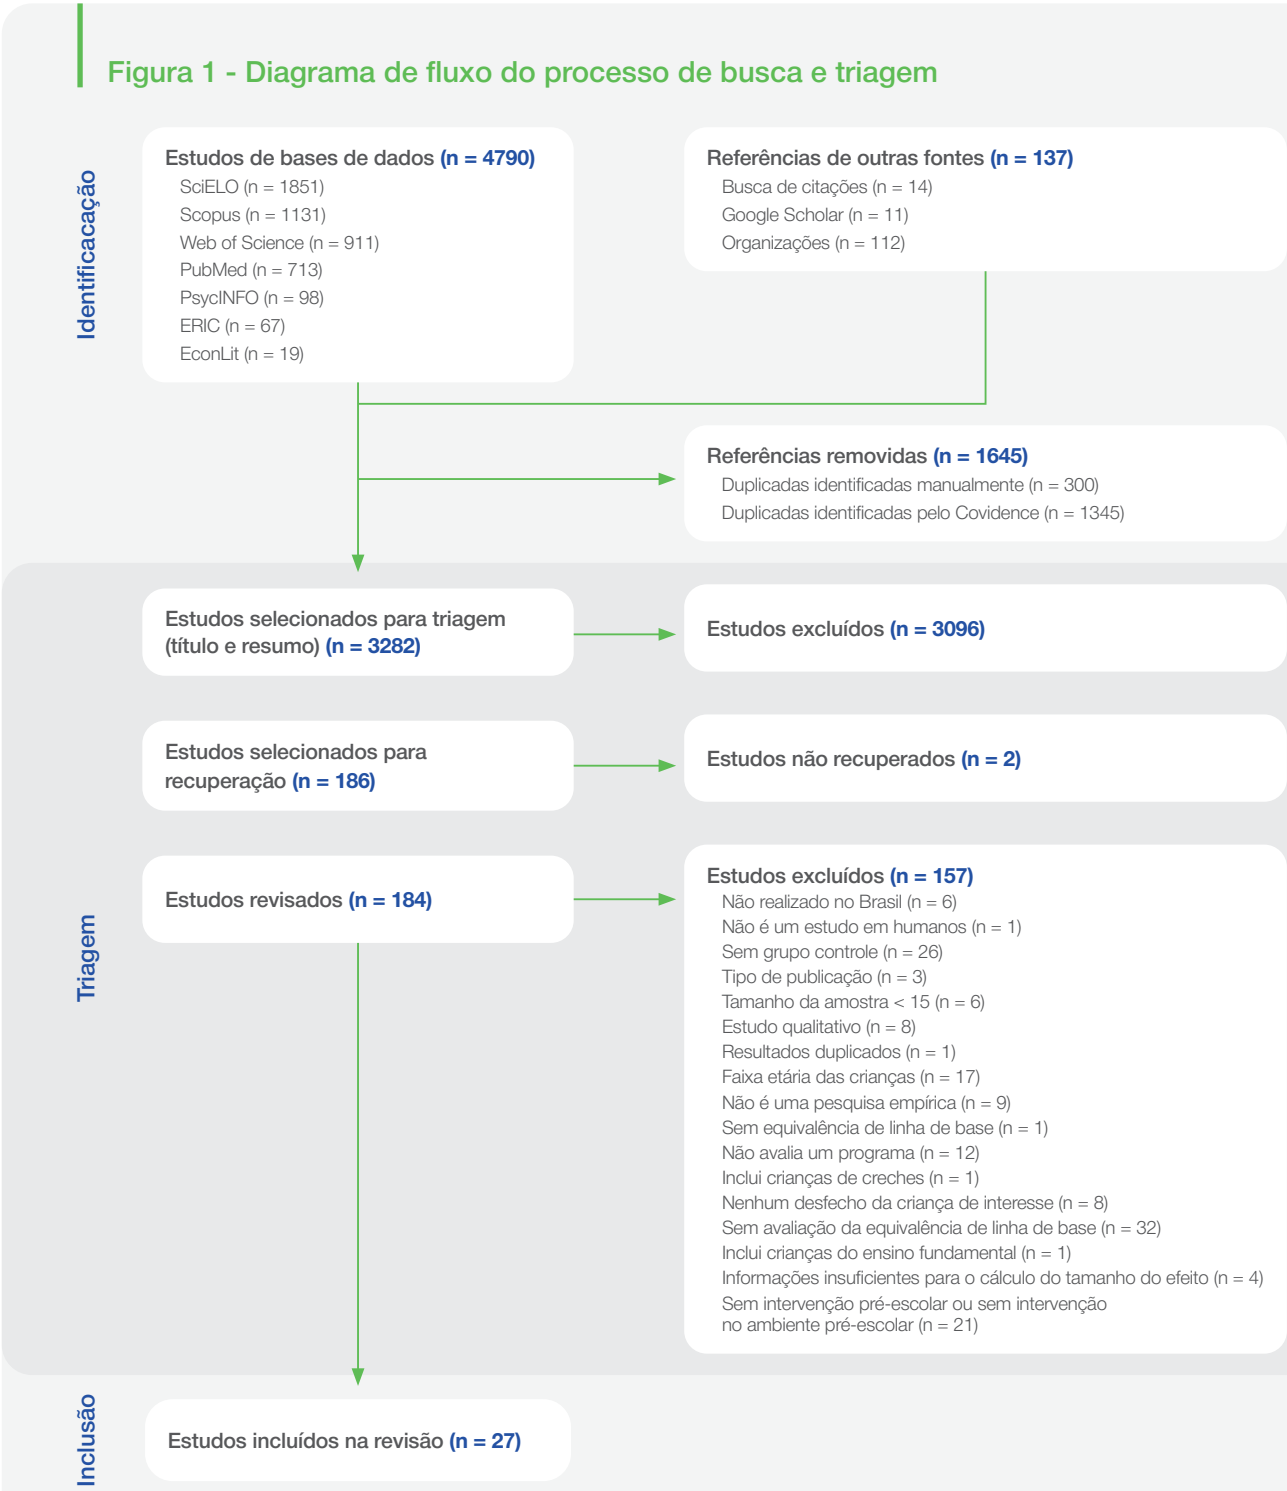 Figura 1 - Diagrama de fluxo do processo de busca e triagem
Identificacação
Estudos de bases de dados (n = 4790)
SciELO (n = 1851)
Scopus (n = 1131)
Web of Science (n = 911)
PubMed (n = 713)
PsycINFO (n = 98)
ERIC (n = 67)
EconLit (n = 19)
Referências de outras fontes (n = 137)
Busca de citações (n = 14)
Google Scholar (n = 11)
Organizações (n = 112)
Referências removidas (n = 1645)
Duplicadas identificadas manualmente (n = 300)
Duplicadas identificadas pelo Covidence (n = 1345)
Triagem
Estudos selecionados para triagem
(título e resumo) (n = 3282)
Estudos excluídos (n = 3096)
Estudos selecionados para
recuperação (n = 186)
Estudos não recuperados (n = 2)
Estudos revisados (n = 184)
Estudos excluídos (n = 157)
Não realizado no Brasil (n = 6)
Não é um estudo em humanos (n = 1)
Sem grupo controle (n = 26)
Tipo de publicação (n = 3)
Tamanho da amostra < 15 (n = 6)
Estudo qualitativo (n = 8)
Resultados duplicados (n = 1)
Faixa etária das crianças (n = 17)
Não é uma pesquisa empírica (n = 9)
Sem equivalência de linha de base (n = 1)
Não avalia um programa (n = 12)
Inclui crianças de creches (n = 1)
Nenhum desfecho da criança de interesse (n = 8)
Sem avaliação da equivalência de linha de base (n = 32)
Inclui crianças do ensino fundamental (n = 1)
Informações insuficientes para o cálculo do tamanho do efeito (n = 4)
Sem intervenção pré-escolar ou sem intervenção
no ambiente pré-escolar (n = 21)
Inclusão
Estudos incluídos na revisão (n = 27)